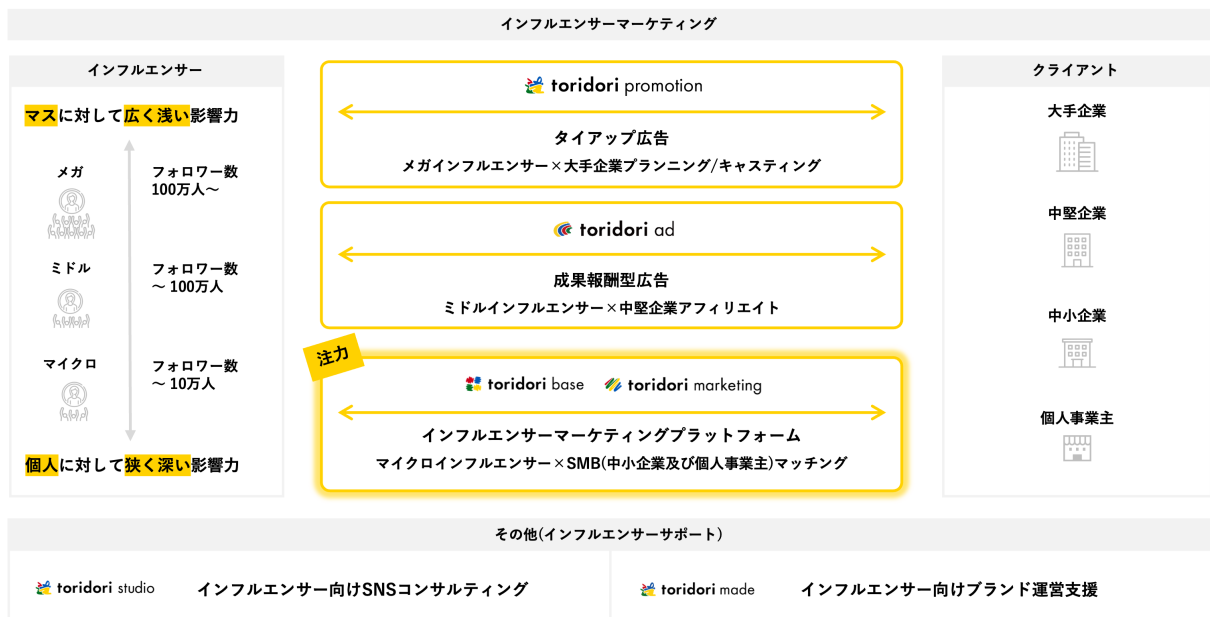 インフルエンサーマーケティング
インフルエンサー
マスに対して広く浅い影響力
メガ
フォロワー数
100万人～
ミドル
フォロワー数
～ 100万人
マイクロ
フォロワー数
～ 10万人
個人に対して狭く深い影響力
toridori promotion
タイアップ広告
メガインフルエンサー×大手企業プランニング/キャスティング
toridori ad
成果報酬型広告
ミドルインフルエンサー×中堅企業アフィリエイト
注力
toridori base toridori marketing
インフルエンサーマーケティングプラットフォーム
マイクロインフルエンサー×SMB(中小企業及び個人事業主)マッチング
クライアント
大手企業
中堅企業
中小企業
個人事業主
その他(インフルエンサーサポート)
toridori studio インフルエンサー向けSNSコンサルティング
toridori made インフルエンサー向けブランド運営支援